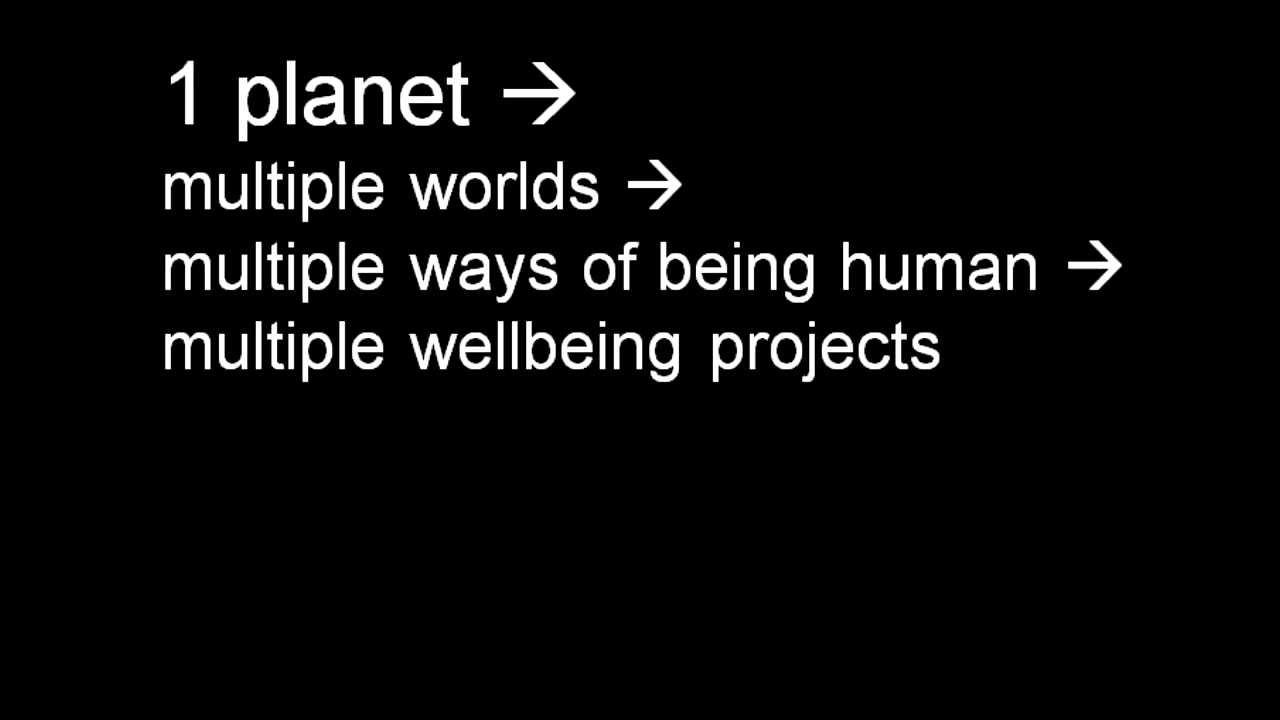 1 planet →
multiple worlds →
multiple ways of being human →
multiple wellbeing projects